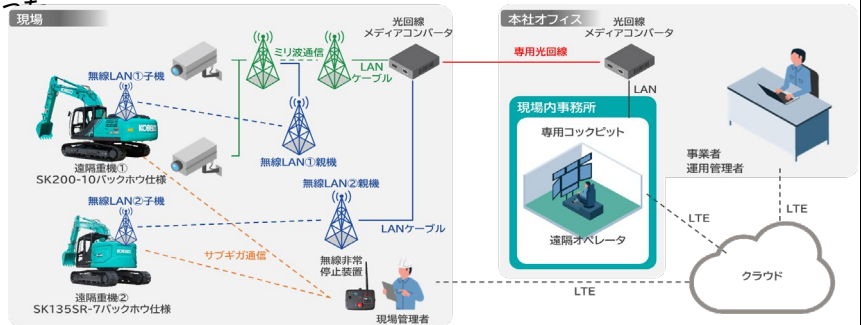 現場
無線LAN①子機
KOBELCO
遠隔重機①
SK200-10バックホウ仕様
無線LAN②子機
遠隔重機②
SK135SR-7バックホウ仕様
ミリ波通信
LAN
ケーブル
光回線
メディアコンバータ
無線LAN①親機
無線LAN②親機
LANケーブル
サブギガ通信
無線非常
停止装置
現場管理者
専用光回線
本社オフィス
光回線
メディアコンバータ
LAN
現場内事務所
専用コックピット
遠隔オペレータ
事業者
運用管理者
LTE
LTE
LTE
クラウド